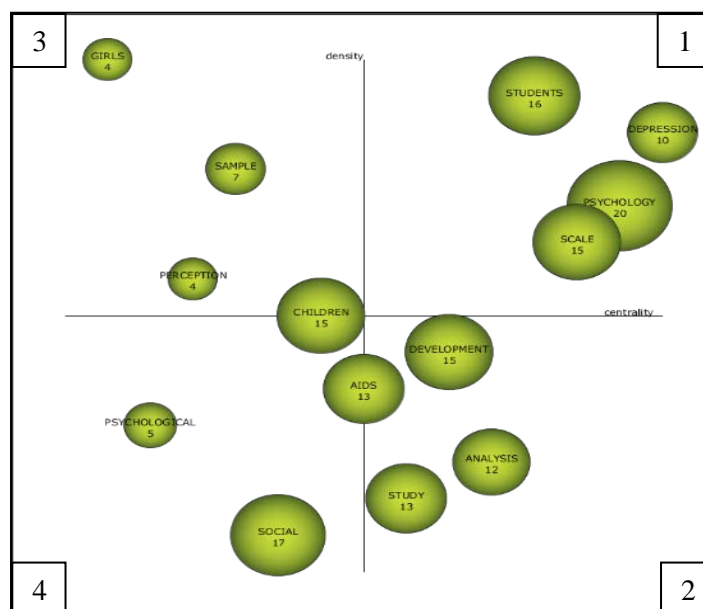 3
1
GIRLS
4
density
STUDENTS
16
DEPRESSION
10
SAMPLE
7
PSYCHOLOGY
20
SCALE
15
PERCEPTION
4
CHILDREN
15
centrality
DEVELOPMENT
15
AIDS
13
PSYCHOLOGICAL
5
ANALYSIS
12
STUDY
13
SOCIAL
17
4
2